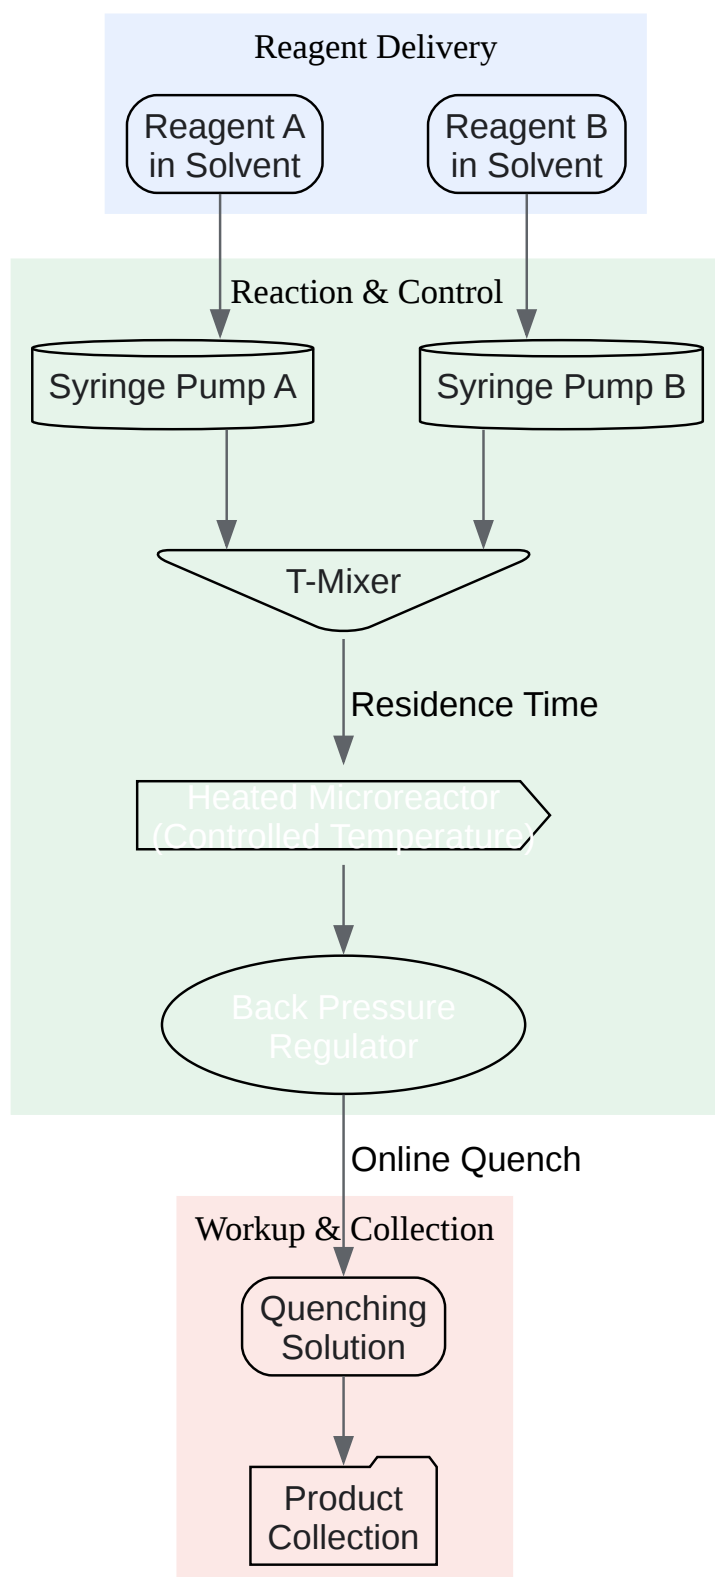 Reagent Delivery
Reagent A
in Solvent
Reagent B
in Solvent
Reaction & Control
Syringe Pump A
Syringe Pump B
T-Mixer
Residence Time
Heated Microreactor
(Controlled Temperature)
Back Pressure
Regulator
Online Quench
Workup & Collection
Quenching
Solution
Product
Collection